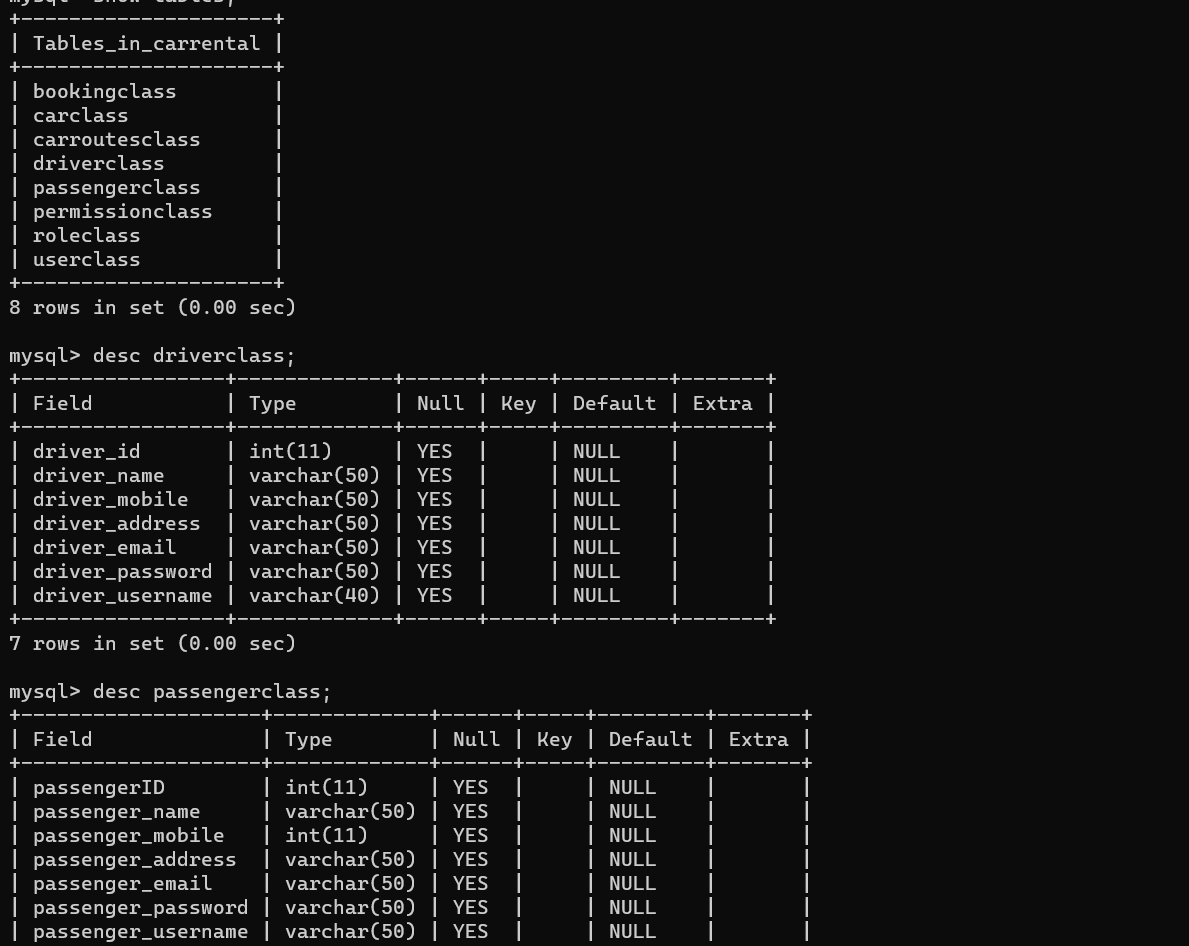 +---------------------+
| Tables_in_carrental |
+---------------------+
| bookingclass        |
| carclass            |
| carroutesclass      |
| driverclass         |
| passengerclass      |
| permissionclass     |
| roleclass           |
| userclass           |
+---------------------+
8 rows in set (0.00 sec)

mysql> desc driverclass;
+-----------------+-------------+------+-----+---------+-------+
| Field           | Type        | Null | Key | Default | Extra |
+-----------------+-------------+------+-----+---------+-------+
| driver_id       | int(11)     | YES  |     | NULL    |       |
| driver_name     | varchar(50) | YES  |     | NULL    |       |
| driver_mobile   | varchar(50) | YES  |     | NULL    |       |
| driver_address  | varchar(50) | YES  |     | NULL    |       |
| driver_email    | varchar(50) | YES  |     | NULL    |       |
| driver_password | varchar(50) | YES  |     | NULL    |       |
| driver_username | varchar(40) | YES  |     | NULL    |       |
+-----------------+-------------+------+-----+---------+-------+
7 rows in set (0.00 sec)

mysql> desc passengerclass;
+--------------------+-------------+------+-----+---------+-------+
| Field              | Type        | Null | Key | Default | Extra |
+--------------------+-------------+------+-----+---------+-------+
| passengerID        | int(11)     | YES  |     | NULL    |       |
| passenger_name     | varchar(50) | YES  |     | NULL    |       |
| passenger_mobile   | int(11)     | YES  |     | NULL    |       |
| passenger_address  | varchar(50) | YES  |     | NULL    |       |
| passenger_email    | varchar(50) | YES  |     | NULL    |       |
| passenger_password | varchar(50) | YES  |     | NULL    |       |
| passenger_username | varchar(50) | YES  |     | NULL    |       |